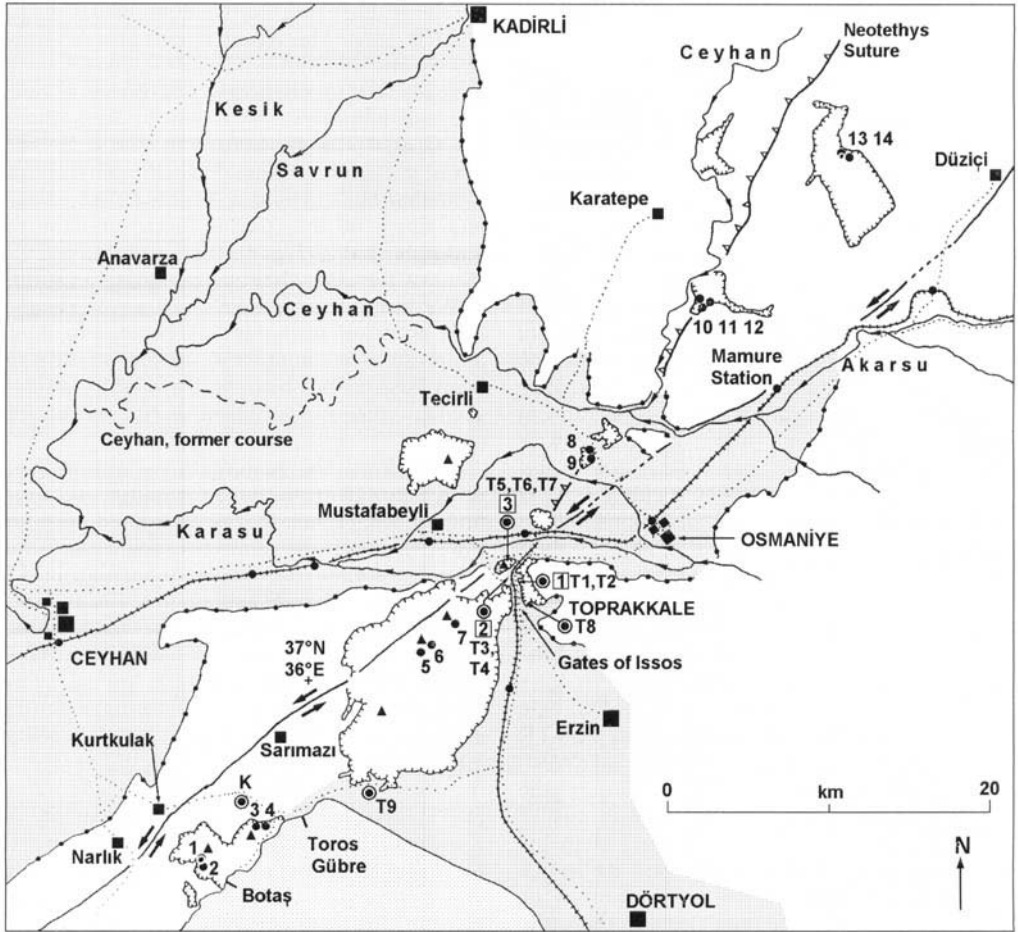 KADİRLİ
Ceyhan
Neotethys
Suture
Kesik
Savrun
13 14
Düziçi
Karatepe
Anavarza
Ceyhan
10 11 12
Mamure
Station
Akarsu
Tecirli
Ceyhan, former course
8
9
T5,T6,T7
3
Mustafabeyli
Karasu
OSMANİYE
1 T1,T2
TOPRAKKALE
T8
2
T3,
T4
7
6
5
Gates of Issos
CEYHAN
37°N
36°E
Erzin
Kurtkulak
Sarımazı
K
3 4
T9
0 20
km
N
Narlık
1
2
Toros
Gübre
Botaş
DÖRTYOL